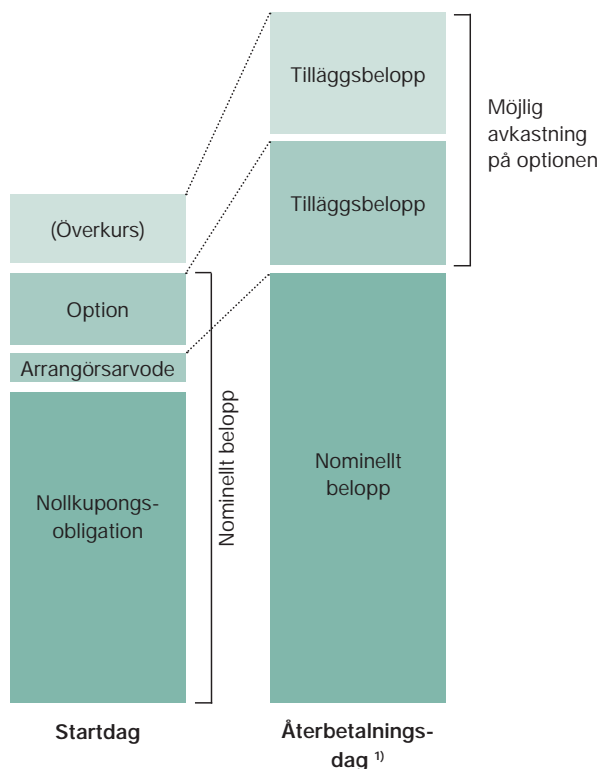 Tilläggsbelopp
Möjlig
avkastning
på optionen
Tilläggsbelopp
(Överkurs)
Option
Arrangörsarvode
Nollkupongs-
obligation
Nominellt belopp
Nominellt
belopp
Startdag
Återbetalnings-
dag 1)